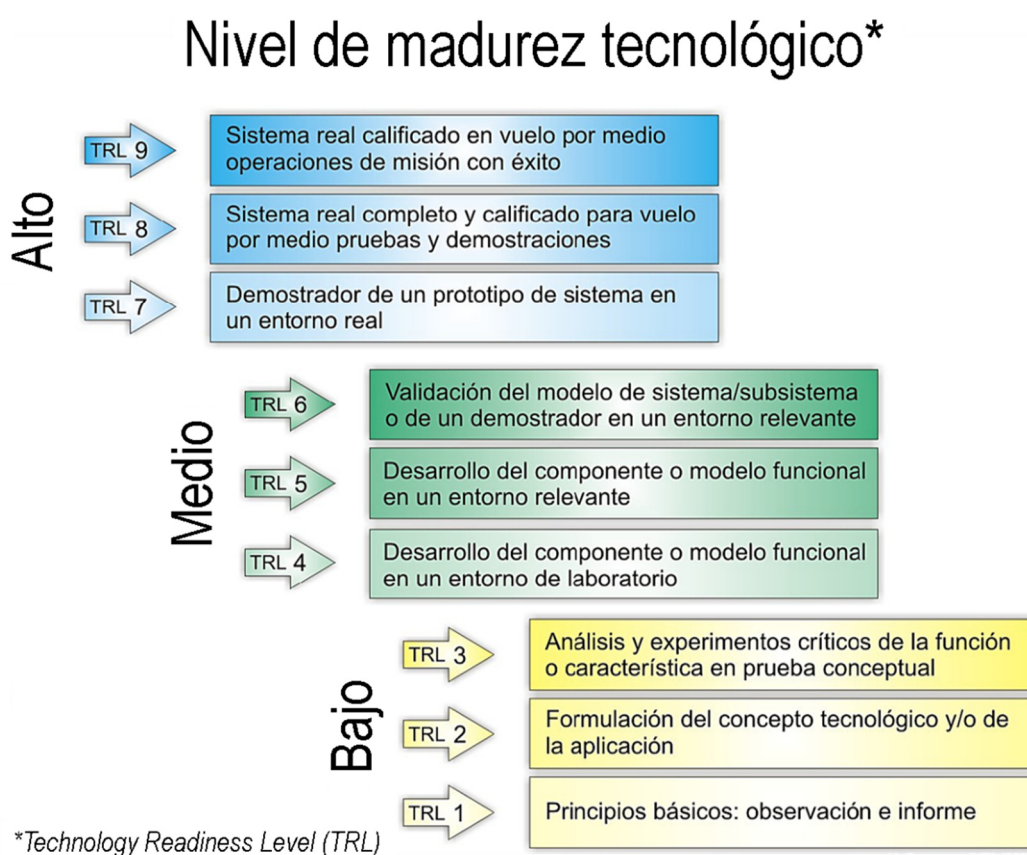 Nivel de madurez tecnológico*
Alto
TRL 9
Sistema real calificado en vuelo por medio
operaciones de misión con éxito
TRL 8
Sistema real completo y calificado para vuelo
por medio pruebas y demostraciones
TRL 7
Demostrador de un prototipo de sistema en
un entorno real
Medio
TRL 6
Validación del modelo de sistema/subsistema
o de un demostrador en un entorno relevante
TRL 5
Desarrollo del componente o modelo funcional
en un entorno relevante
TRL 4
Desarrollo del componente o modelo funcional
en un entorno de laboratorio
Bajo
TRL 3
Análisis y experimentos críticos de la función
o característica en prueba conceptual
TRL 2
Formulación del concepto tecnológico y/o de
la aplicación
TRL 1
Principios básicos: observación e informe
*Technology Readiness Level (TRL)